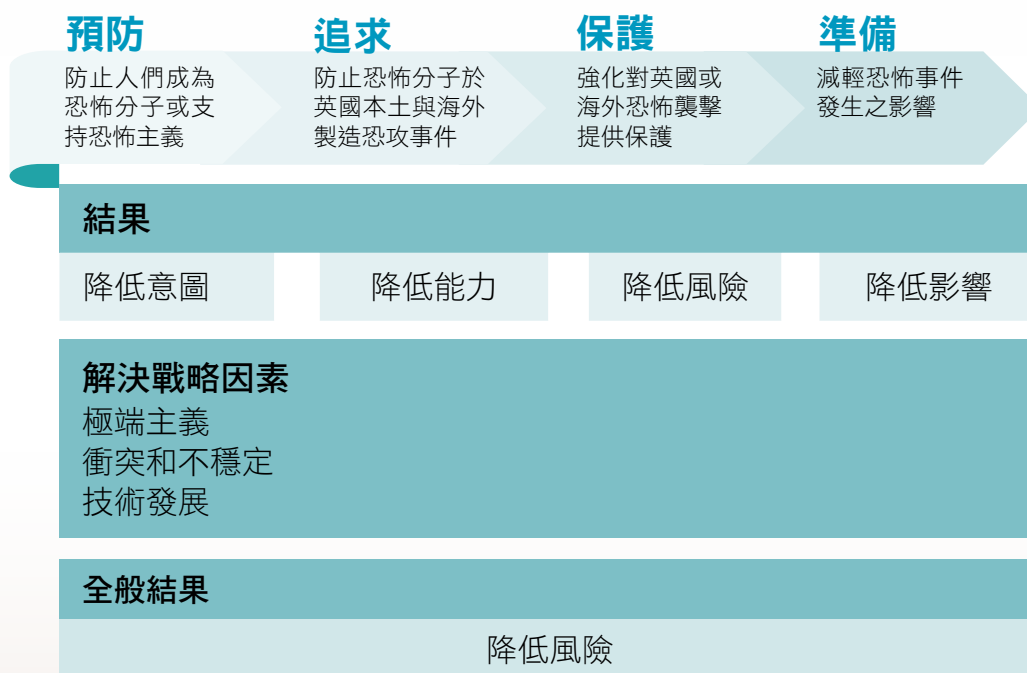 預防
防止人們成為
恐怖分子或支
持恐怖主義
追求
防止恐怖分子於
英國本土與海外
製造恐攻事件
保護
強化對英國或
海外恐怖襲擊
提供保護
準備
減輕恐怖事件
發生之影響
結果
降低意圖
降低能力
降低風險
降低影響
解決戰略因素
極端主義
衝突和不穩定
技術發展
全般結果
降低風險